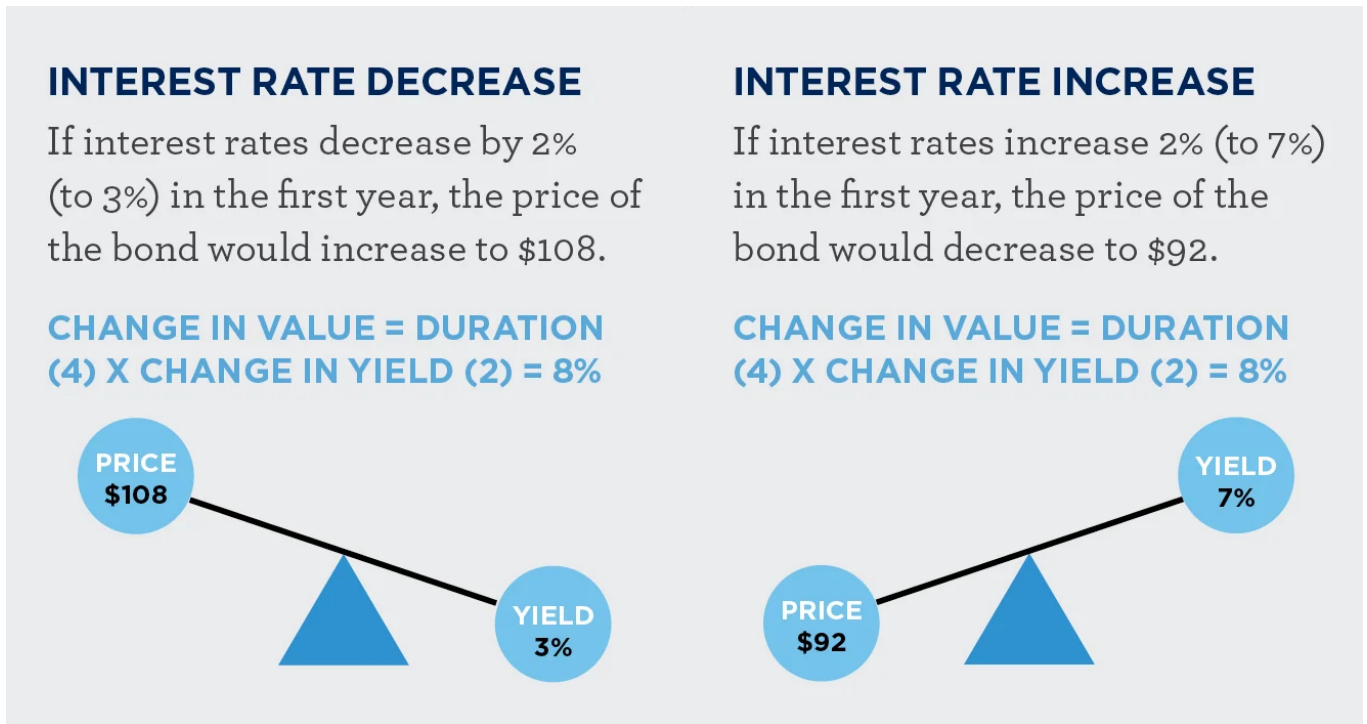 INTEREST RATE DECREASE
If interest rates decrease by 2%
(to 3%) in the first year, the price of
the bond would increase to $108.
CHANGE IN VALUE = DURATION
(4) X CHANGE IN YIELD (2) = 8%
PRICE
$108
YIELD
3%
INTEREST RATE INCREASE
If interest rates increase 2% (to 7%)
in the first year, the price of the
bond would decrease to $92.
CHANGE IN VALUE = DURATION
(4) X CHANGE IN YIELD (2) = 8%
YIELD
7%
PRICE
$92